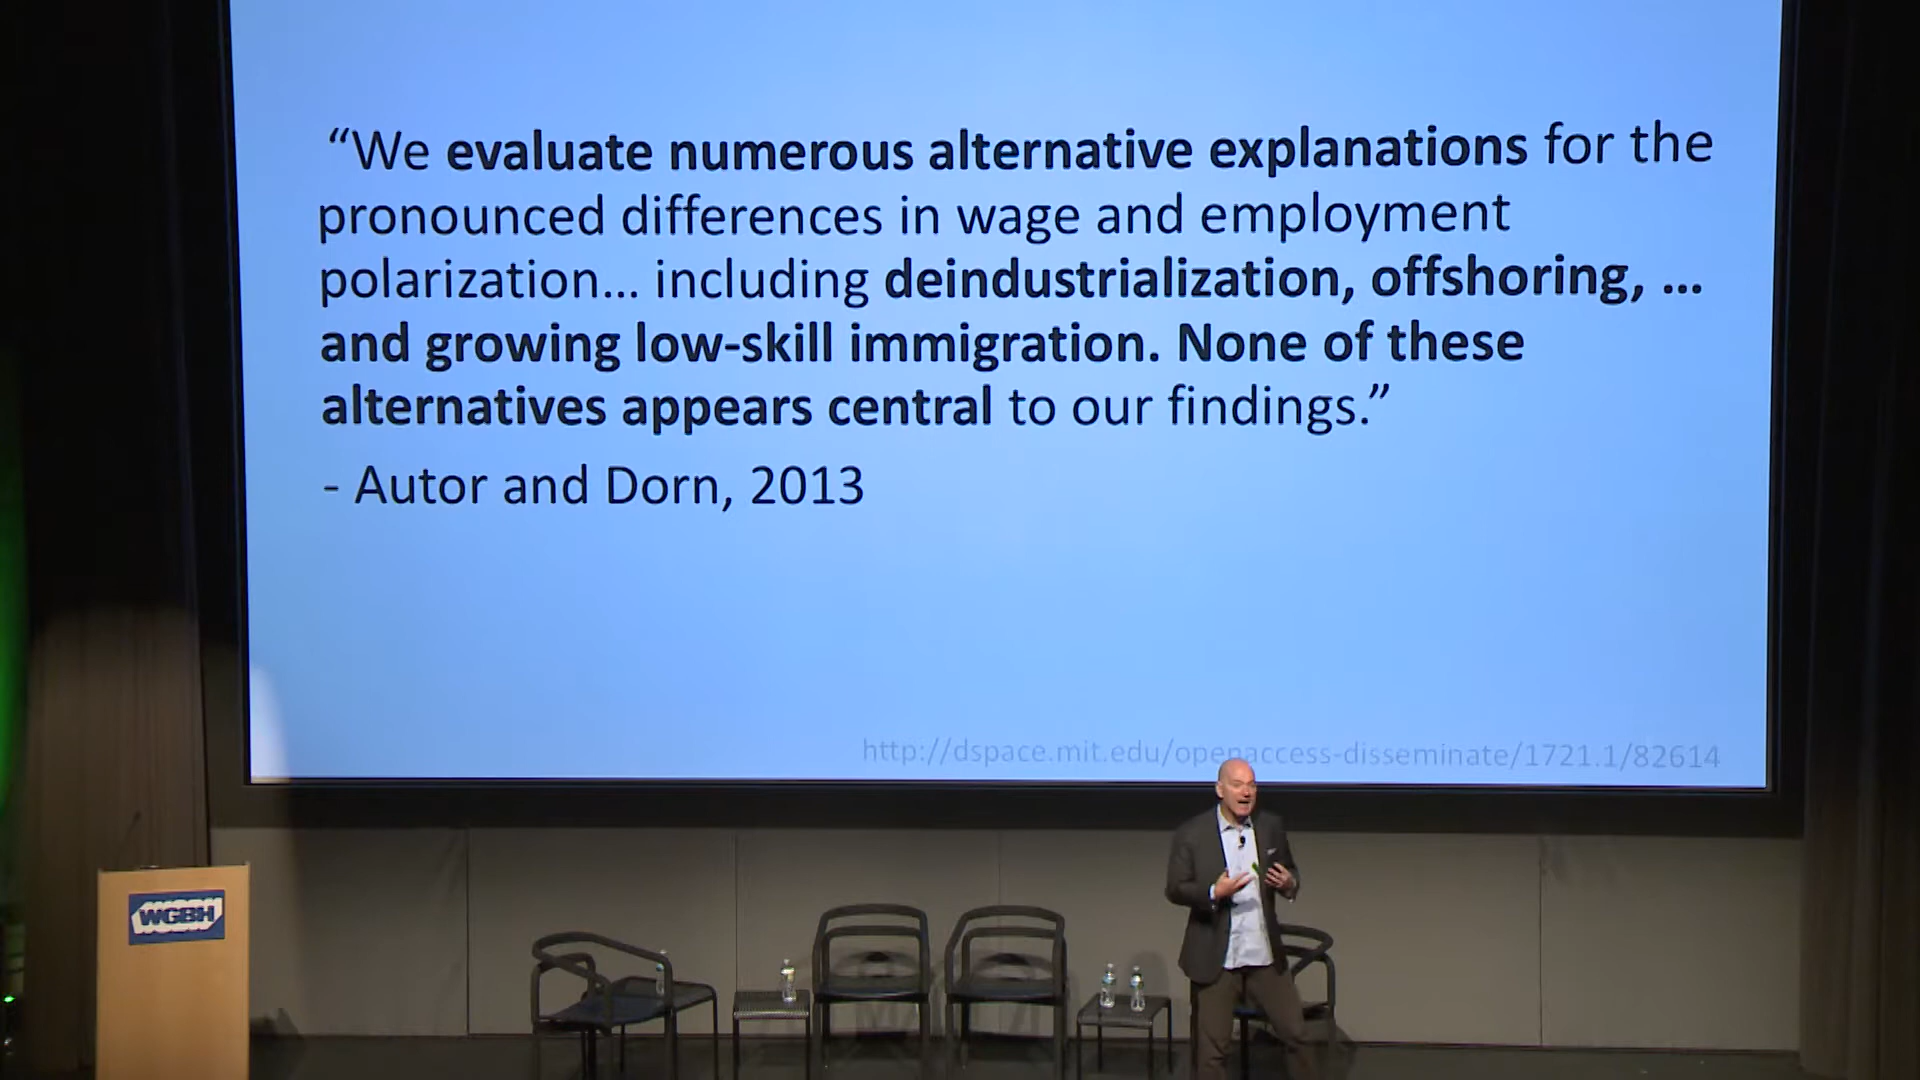 “We evaluate numerous alternative explanations for the
pronounced differences in wage and employment
polarization... including deindustrialization, offshoring, ...
and growing low-skill immigration. None of these
alternatives appears central to our findings.”
- Autor and Dorn, 2013
http://dspace.mit.edu/openaccess-disseminate/1721.1/82614
WGBH